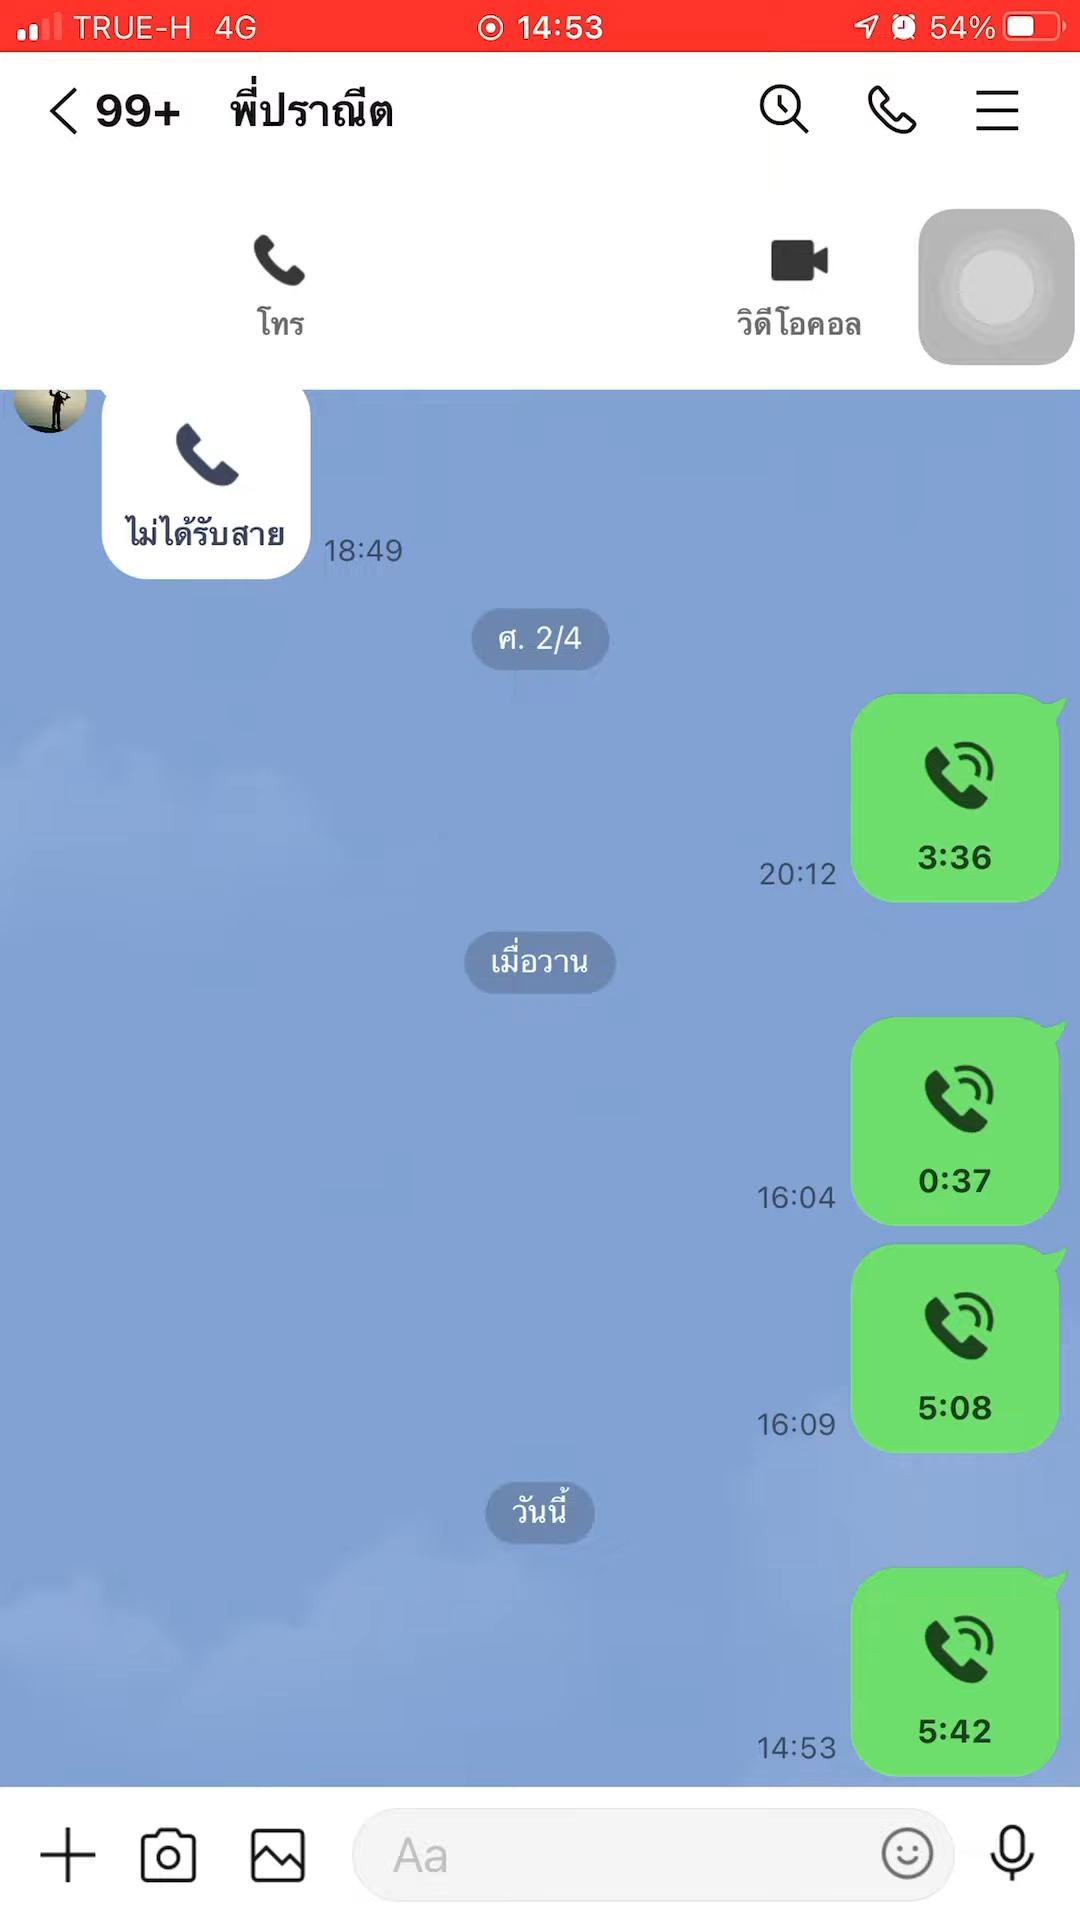 TRUE-H 4G 14:53 54%
99+ พี่ปราณีต
โทร วิดีโอคอล
ไม่ได้รับสาย
18:49
ศ. 2/4
3:36
20:12
เมื่อวาน
0:37
16:04
5:08
16:09
วันนี้
5:42
14:53
Aa